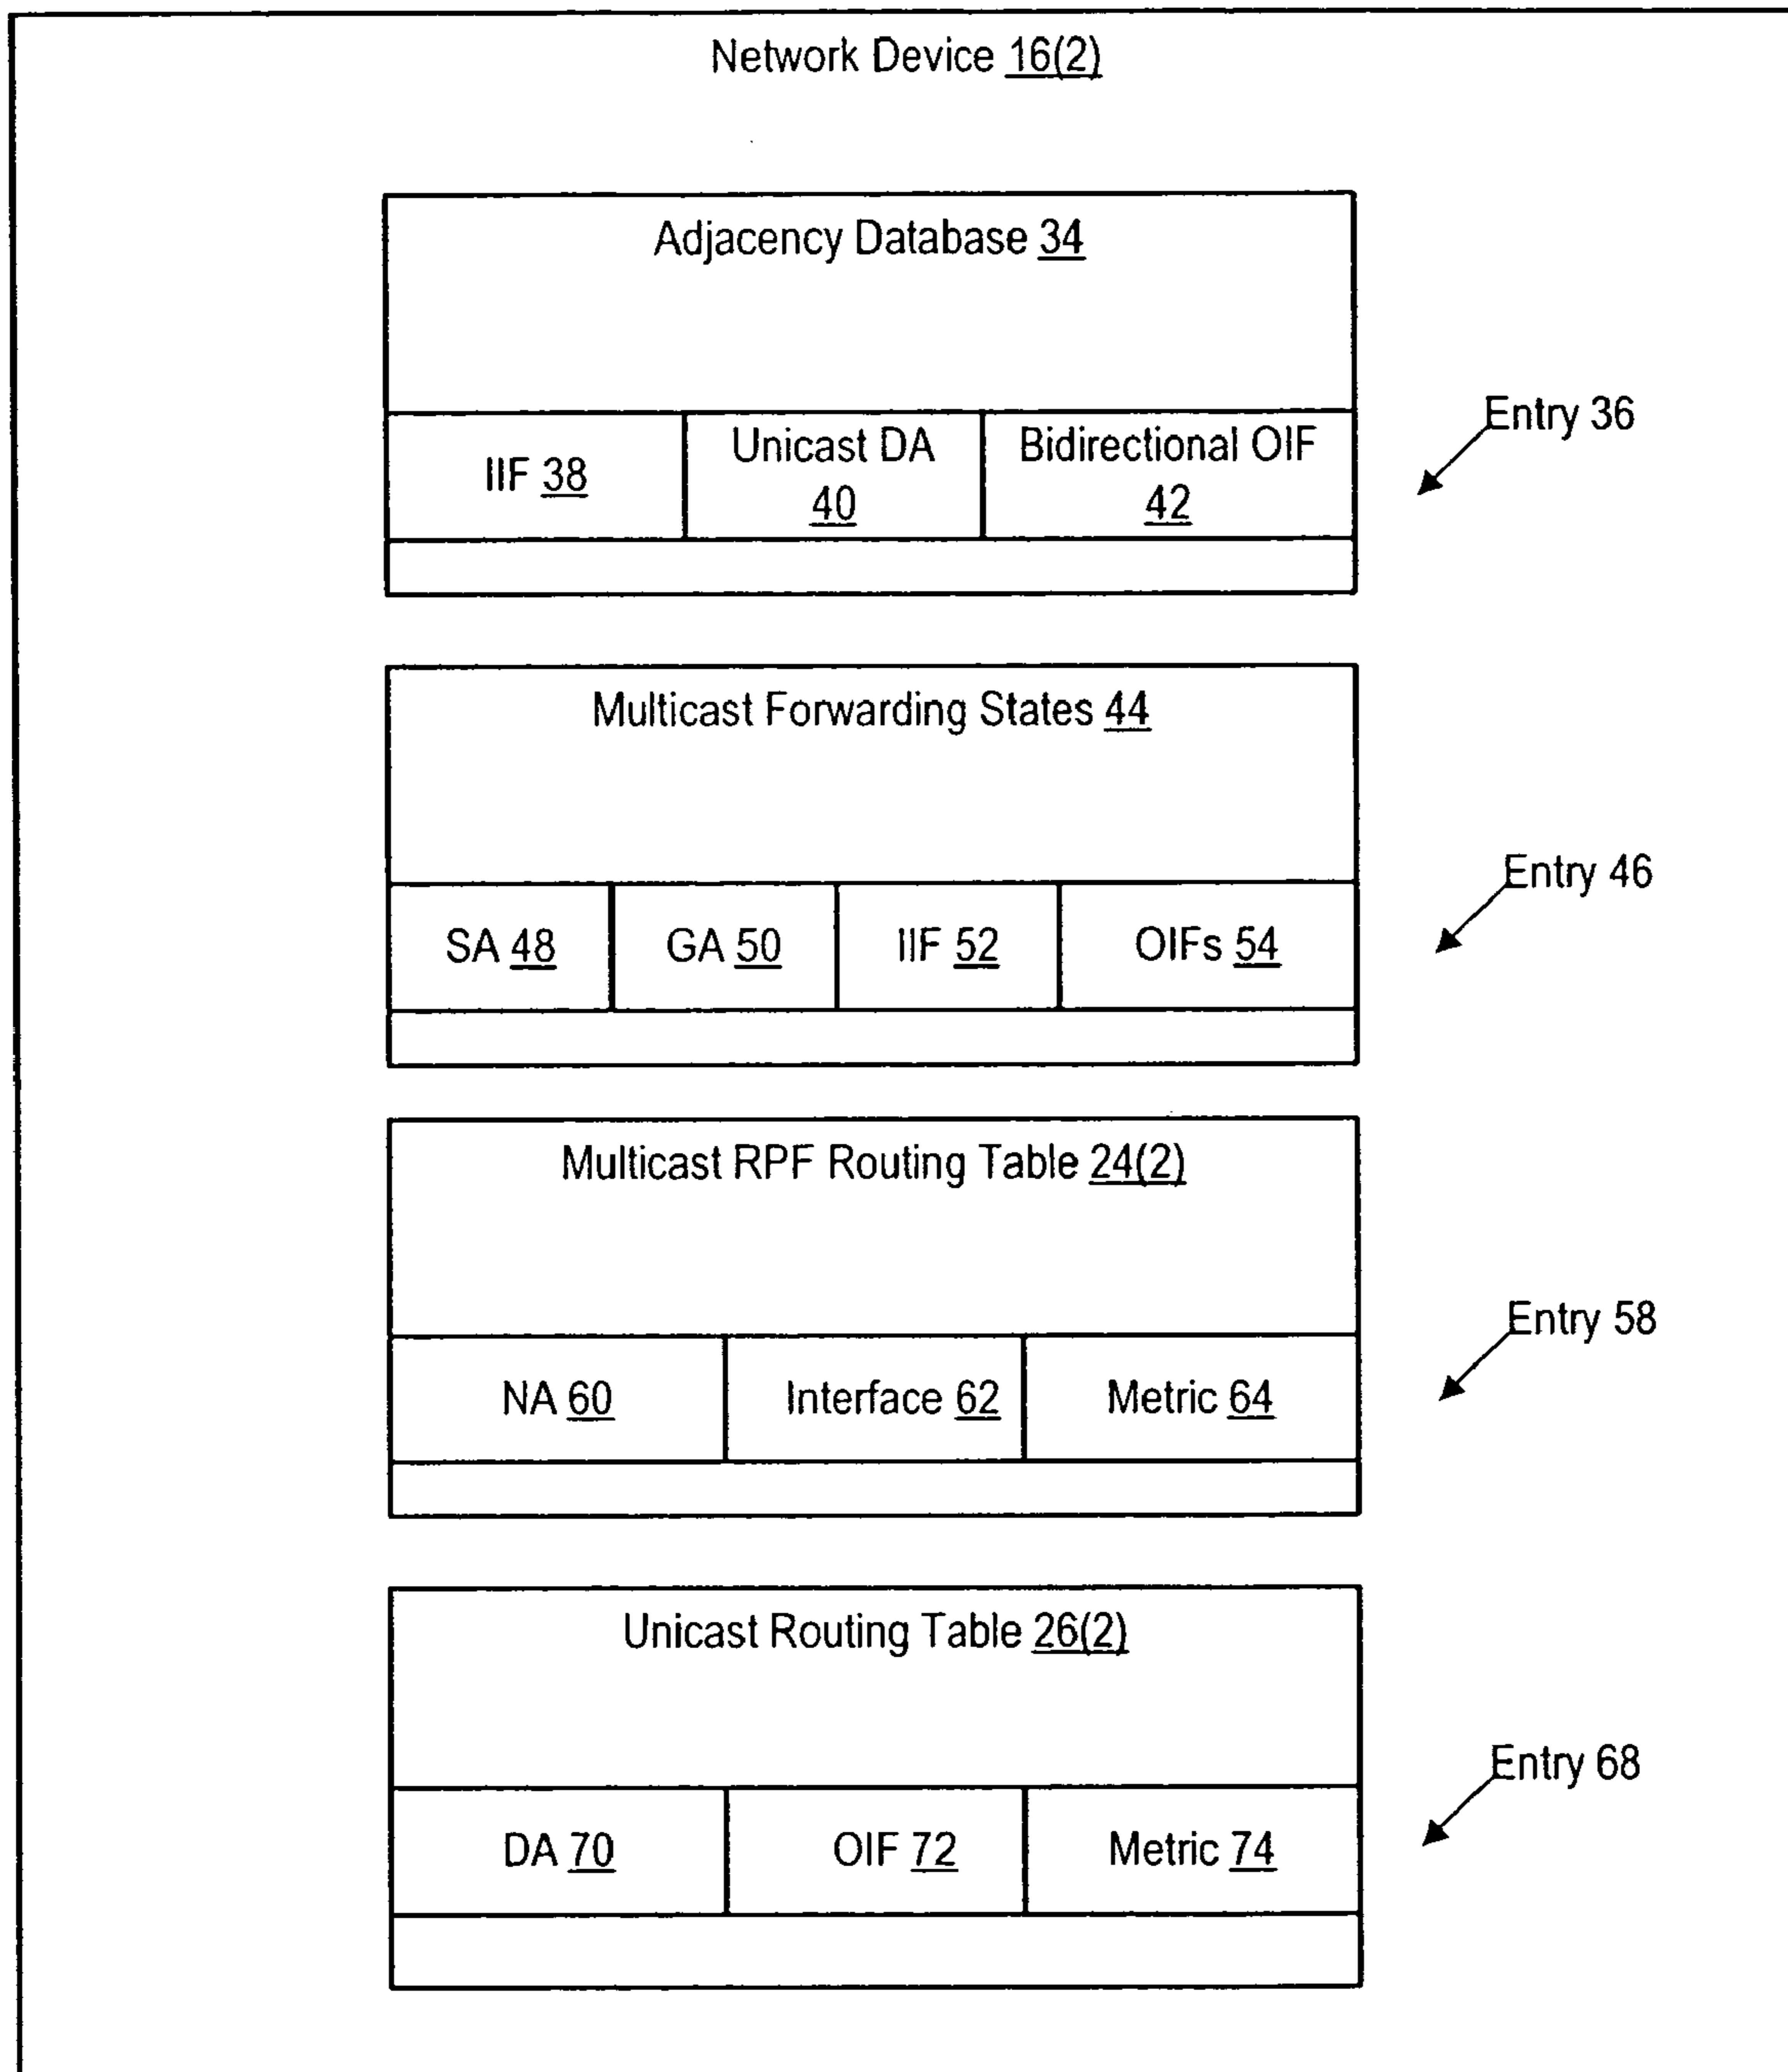 Network Device 16(2)
Adjacency Database 34
Entry 36
IIF 38
Unicast DA
40
Bidirectional OIF
42
Multicast Forwarding States 44
Entry 46
SA 48
GA 50
IIF 52
OIFs 54
Multicast RPF Routing Table 24(2)
Entry 58
NA 60
Interface 62
Metric 64
Unicast Routing Table 26(2)
Entry 68
DA 70
OIF 72
Metric 74